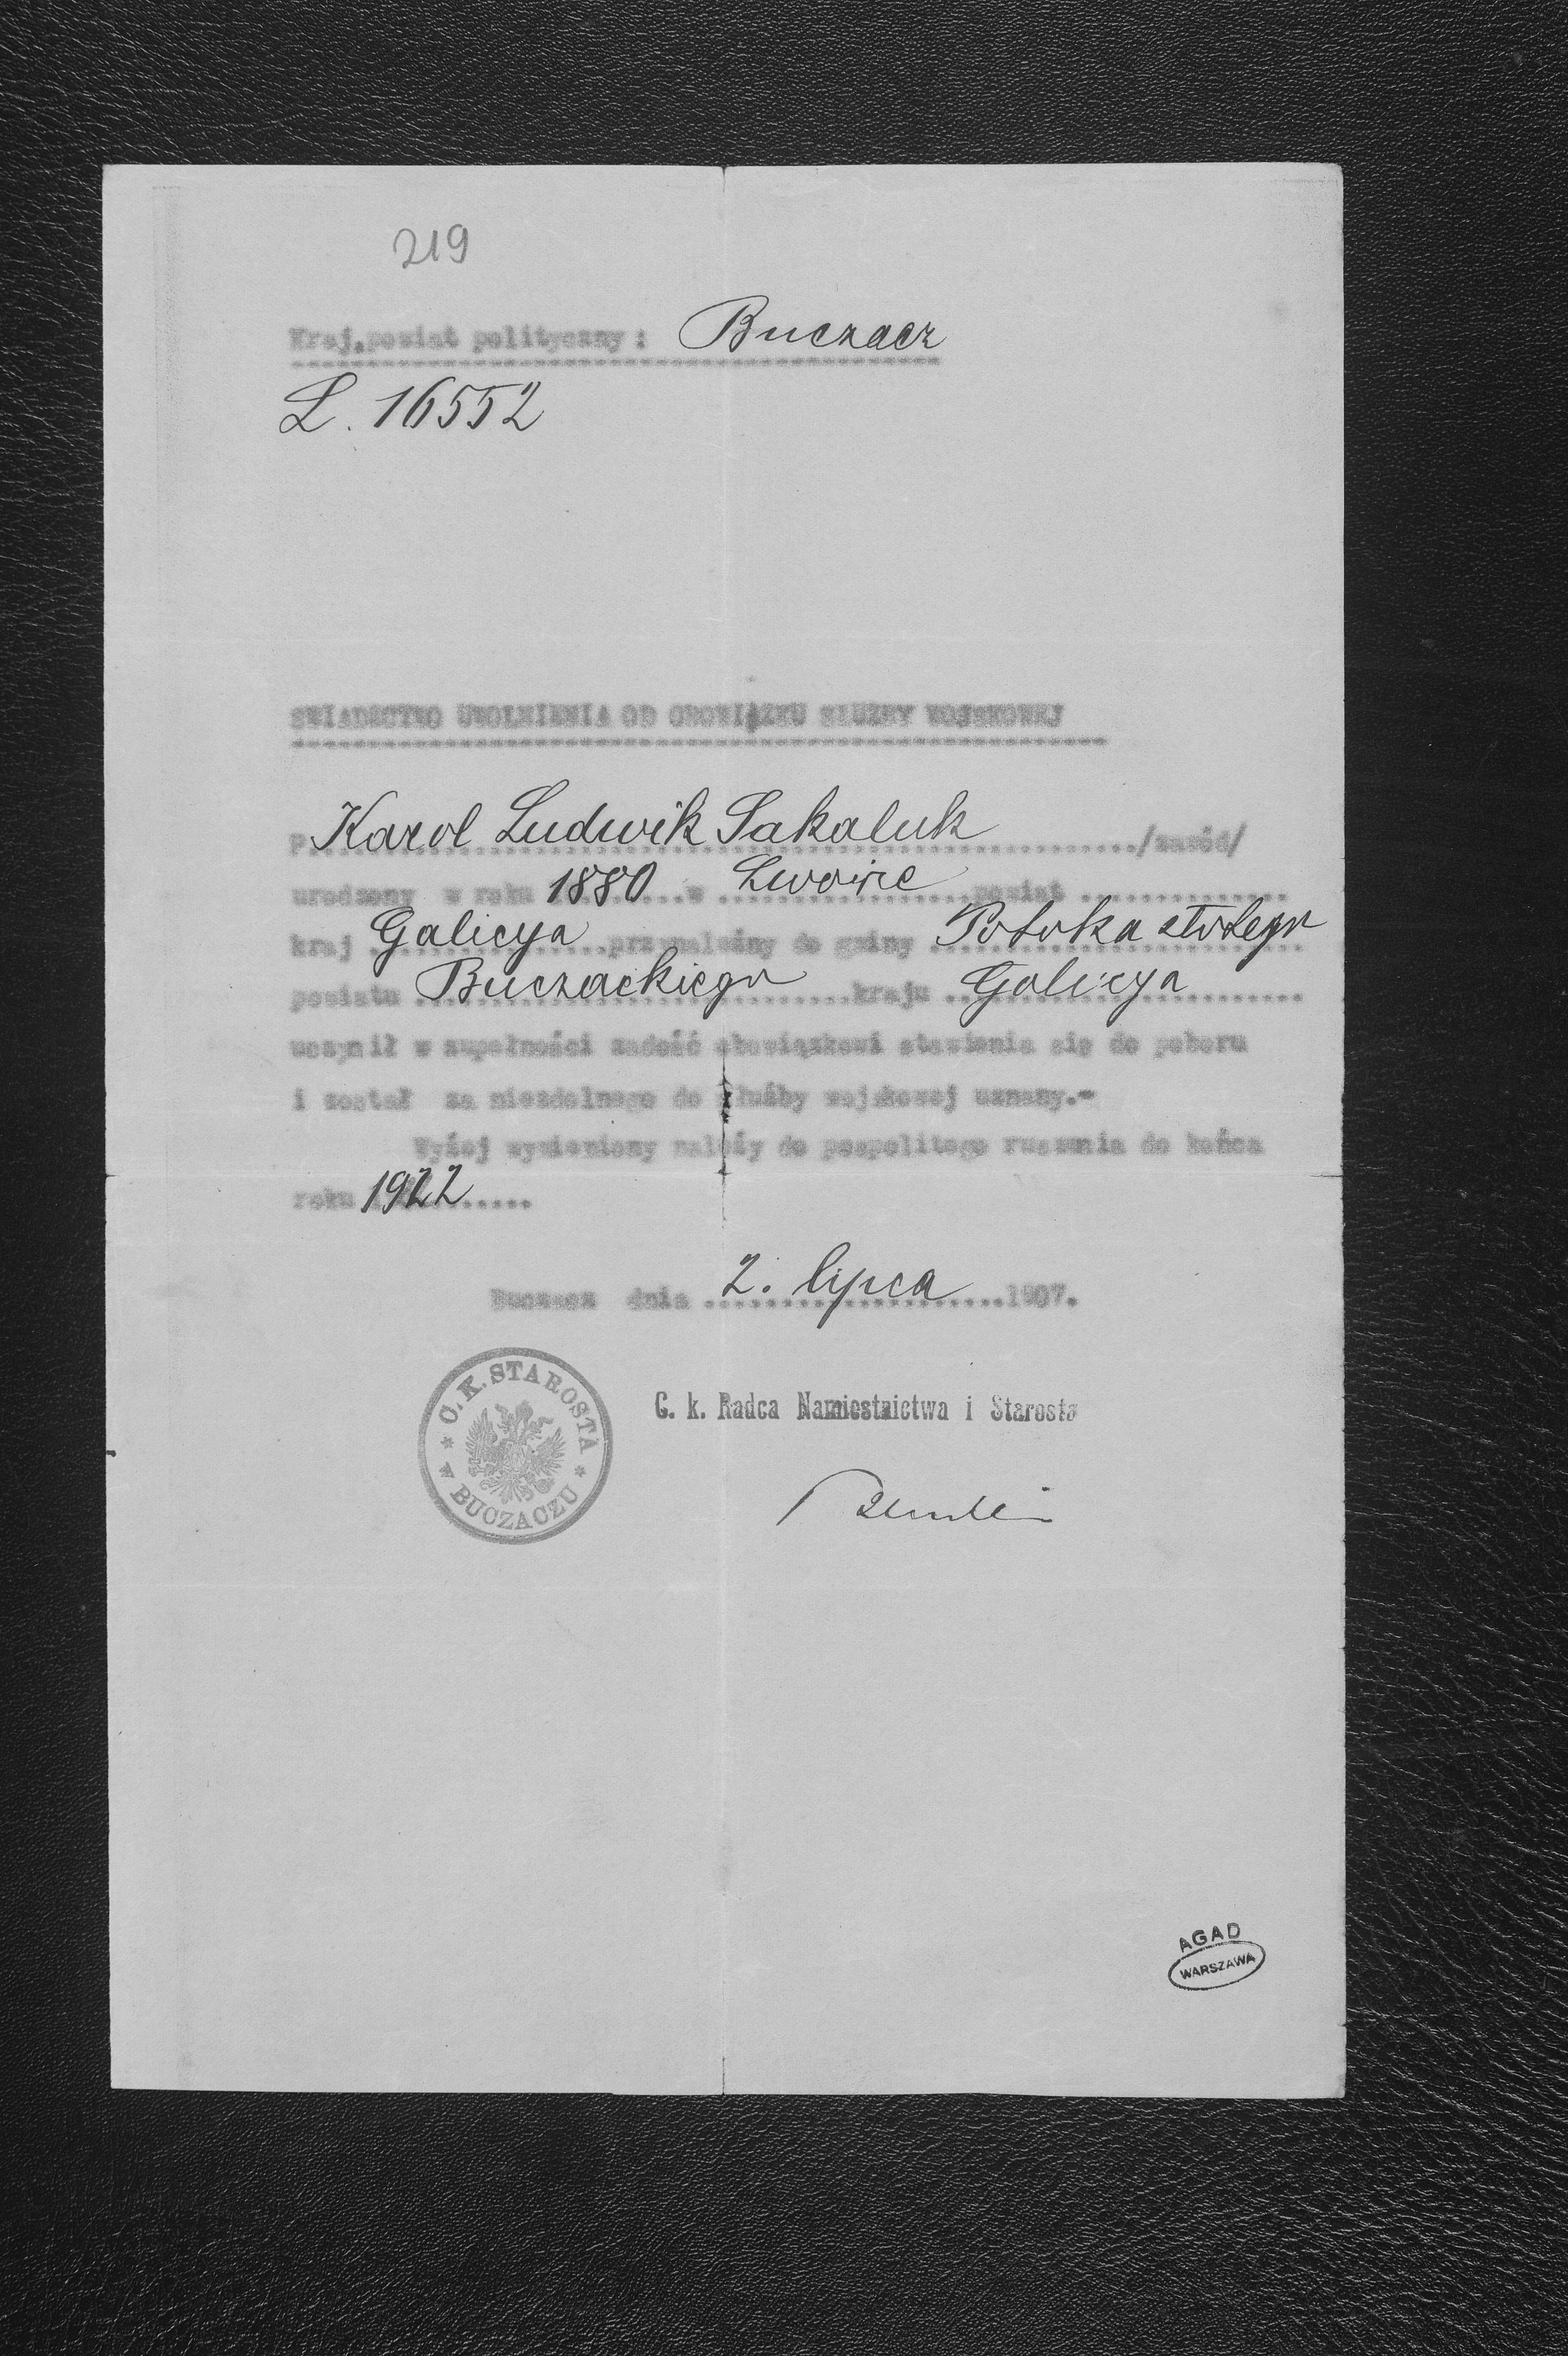 219
Kraj.powiat polityczny: Buczacz
L. 16552
SWIADECTWO UWOLNIENIA OD OBOWIĄZKU SŁUZBY WOJSKOWEJ
P. Karol Ludwik Sakaluk ../zawód/
urodzony w roku 1880 w Lwowie powiat ...............
kraj Galicya przynależny do gminy Potoka złotego
powiatu Buczackiego kraju Galicya
uczynił w zupełności zadość obowiązkowi stawienia się do poboru
i został za niezdolnego do służby wojskowej uznany.-
Wyżej wymieniony należy do pospolitego ruszenia do końca
roku 1922.....
Buczacz dnia 2. lipca 1907.
C. K. STAROSTA
W BUCZACZU
C. k. Radca Namiestnictwa i Starosta
AGAD
WARSZAWA